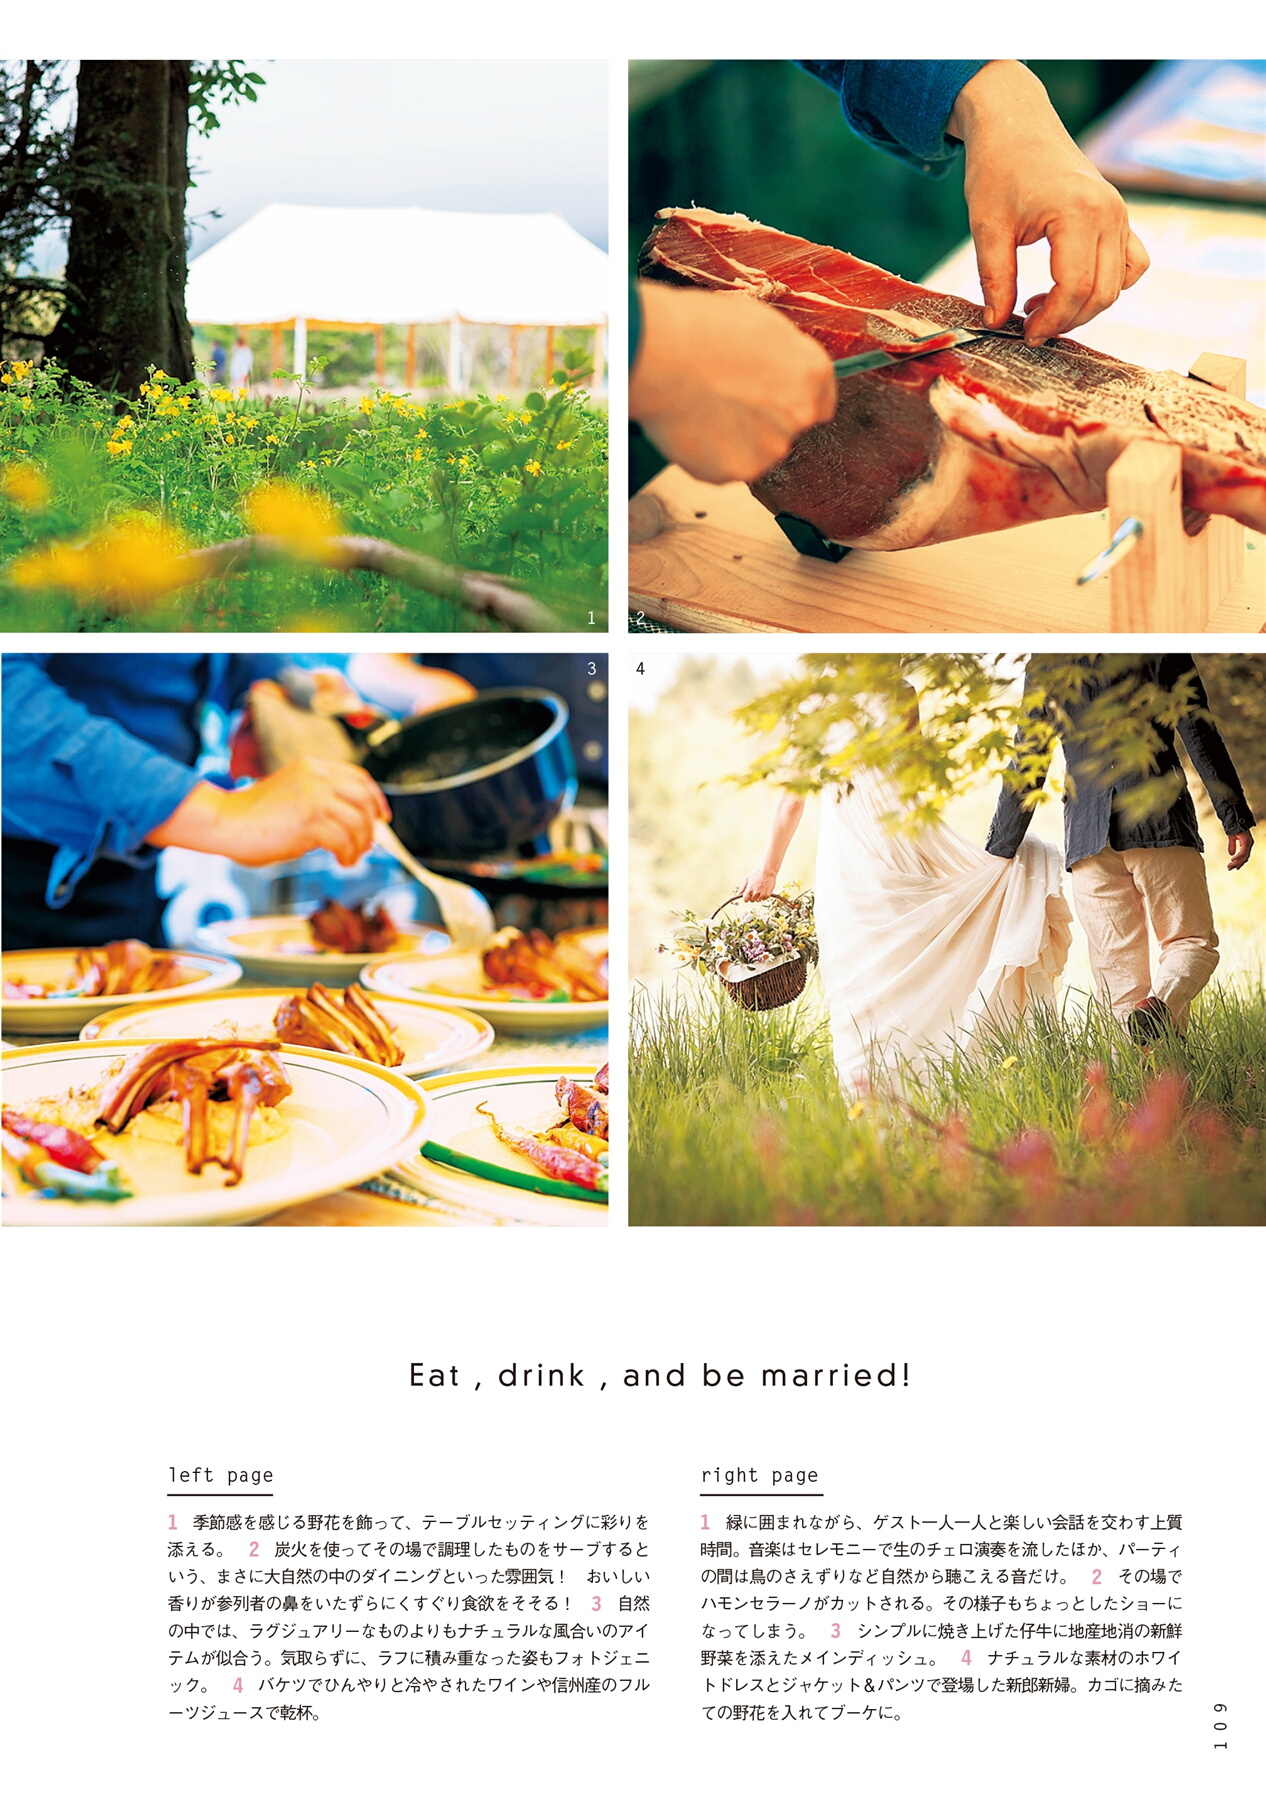 1
2
3
4
Eat , drink , and be married!
left page
1 季節感を感じる野花を飾って、テーブルセッティングに彩りを
添える。 2 炭火を使ってその場で調理したものをサーブすると
いう、まさに大自然の中のダイニングといった雰囲気！ おいしい
香りが参列者の鼻をいたずらにくすぐり食欲をそそる！ 3 自然
の中では、ラグジュアリーなものよりもナチュラルな風合いのアイ
テムが似合う。気取らずに、ラフに積み重なった姿もフォトジェニ
ック。 4 バケツでひんやりと冷やされたワインや信州産のフル
ーツジュースで乾杯。
right page
1 緑に囲まれながら、ゲスト一人一人と楽しい会話を交わす上質
時間。音楽はセレモニーで生のチェロ演奏を流したほか、パーティ
の間は鳥のさえずりなど自然から聴こえる音だけ。 2 その場で
ハモンセラーノがカットされる。その様子もちょっとしたショーに
なってしまう。 3 シンプルに焼き上げた仔牛に地産地消の新鮮
野菜を添えたメインディッシュ。 4 ナチュラルな素材のホワイ
トドレスとジャケット＆パンツで登場した新郎新婦。カゴに摘みた
ての野花を入れてブーケに。
109